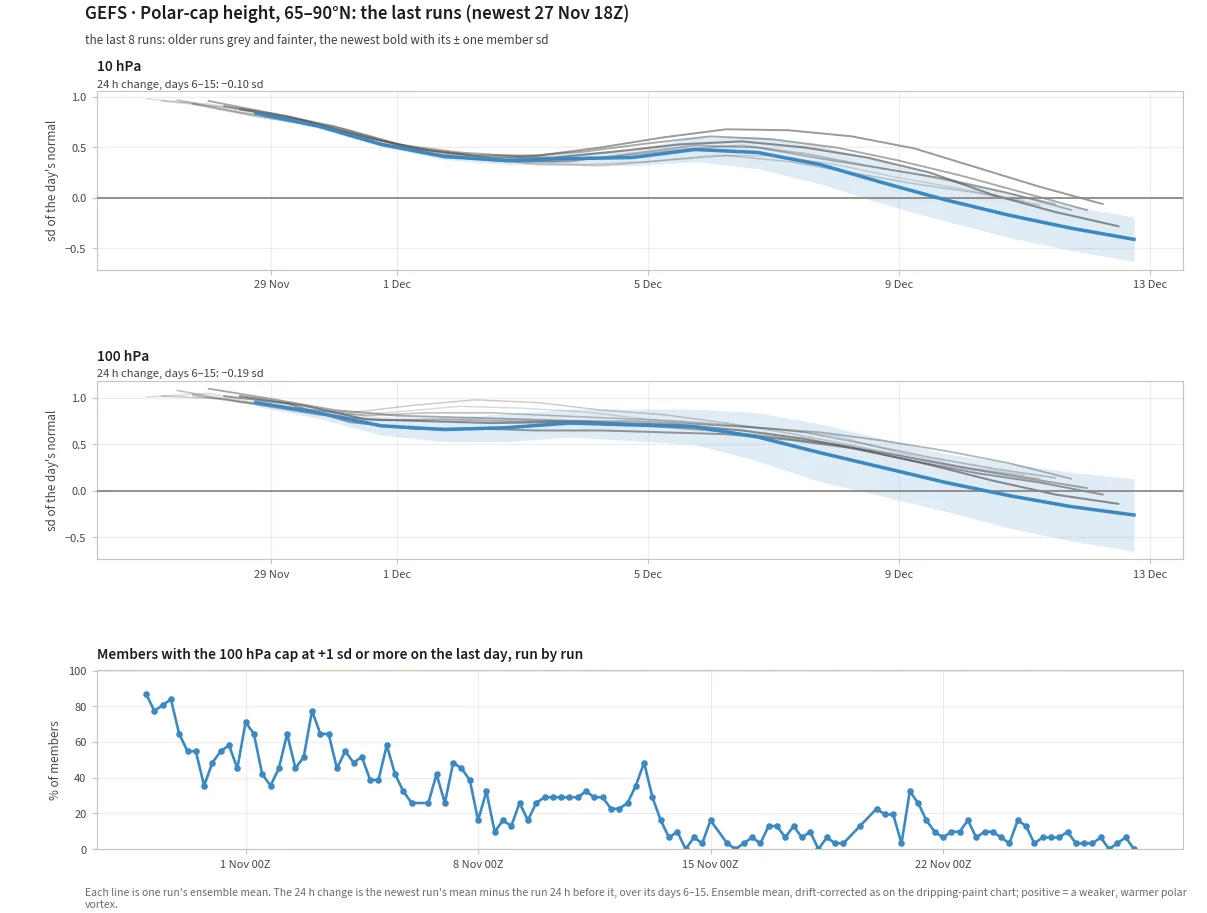 GEFS · Polar-cap height, 65–90°N: the last runs (newest 27 Nov 18Z)
the last 8 runs: older runs grey and fainter, the newest bold with its ± one member sd
10 hPa
24 h change, days 6–15: −0.10 sd
sd of the day's normal
1.0
0.5
0.0
−0.5
29 Nov
1 Dec
5 Dec
9 Dec
13 Dec
100 hPa
24 h change, days 6–15: −0.19 sd
sd of the day's normal
1.0
0.5
0.0
−0.5
29 Nov
1 Dec
5 Dec
9 Dec
13 Dec
Members with the 100 hPa cap at +1 sd or more on the last day, run by run
% of members
100
80
60
40
20
0
1 Nov 00Z
8 Nov 00Z
15 Nov 00Z
22 Nov 00Z
Each line is one run's ensemble mean. The 24 h change is the newest run's mean minus the run 24 h before it, over its days 6–15. Ensemble mean, drift-corrected as on the dripping-paint chart; positive = a weaker, warmer polar
vortex.